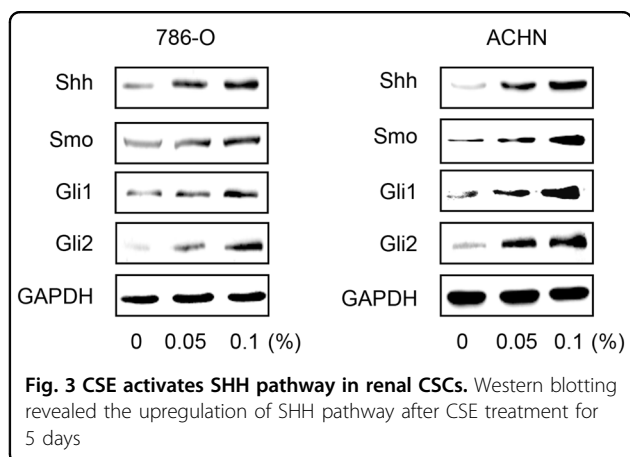 786-O
ACHN
Shh
Smo
Gli1
Gli2
GAPDH
0 0.05 0.1 (%)
Shh
Smo
Gli1
Gli2
GAPDH
0 0.05 0.1 (%)
Fig. 3 CSE activates SHH pathway in renal CSCs. Western blotting
revealed the upregulation of SHH pathway after CSE treatment for
5 days